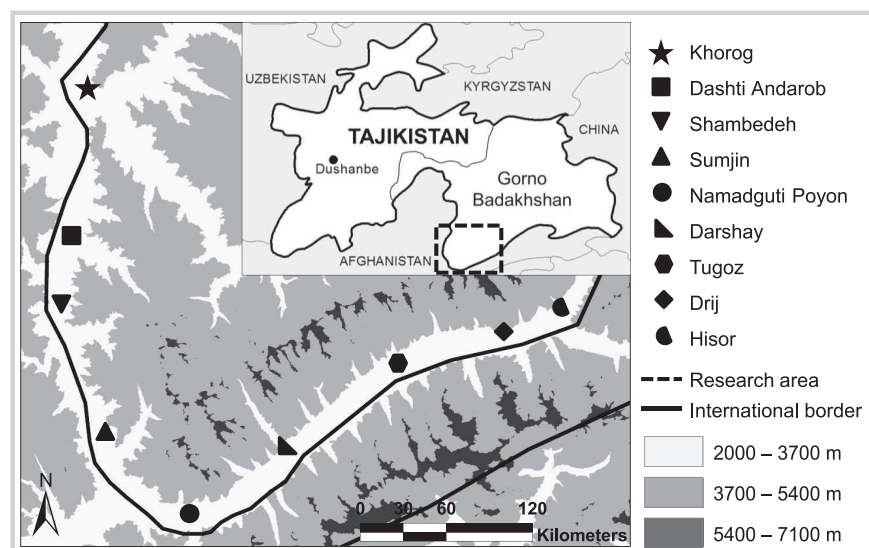 UZBEKISTAN
KYRGYZSTAN
CHINA
TAJIKISTAN
Dushanbe
Gorno
Badakhshan
AFGHANISTAN
N
0 30 60 120
Kilometers
Khorog
Dashti Andarob
Shambedeh
Sumjin
Namadguti Poyon
Darshay
Tugoz
Drij
Hisor
Research area
International border
2000 – 3700 m
3700 – 5400 m
5400 – 7100 m